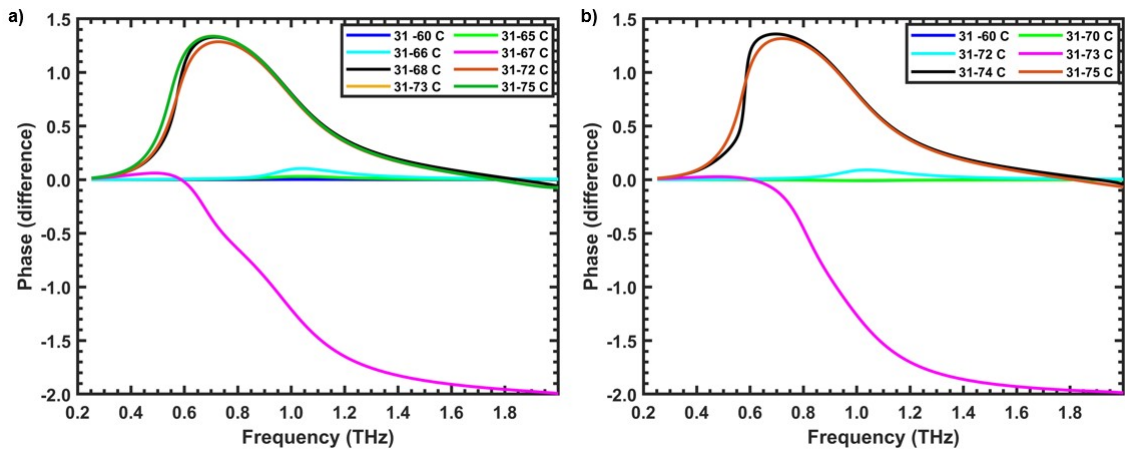 a)
1.5
1.0
0.5
0.0
-0.5
-1.0
-1.5
-2.0
Phase (difference)
31 -60 C 31-65 C
31-66 C 31-67 C
31-68 C 31-72 C
31-73 C 31-75 C
0.2 0.4 0.6 0.8 1.0 1.2 1.4 1.6 1.8
Frequency (THz)
b)
1.5
1.0
0.5
0.0
-0.5
-1.0
-1.5
-2.0
Phase (difference)
31 -60 C 31-70 C
31-72 C 31-73 C
31-74 C 31-75 C
0.2 0.4 0.6 0.8 1.0 1.2 1.4 1.6 1.8
Frequency (THz)